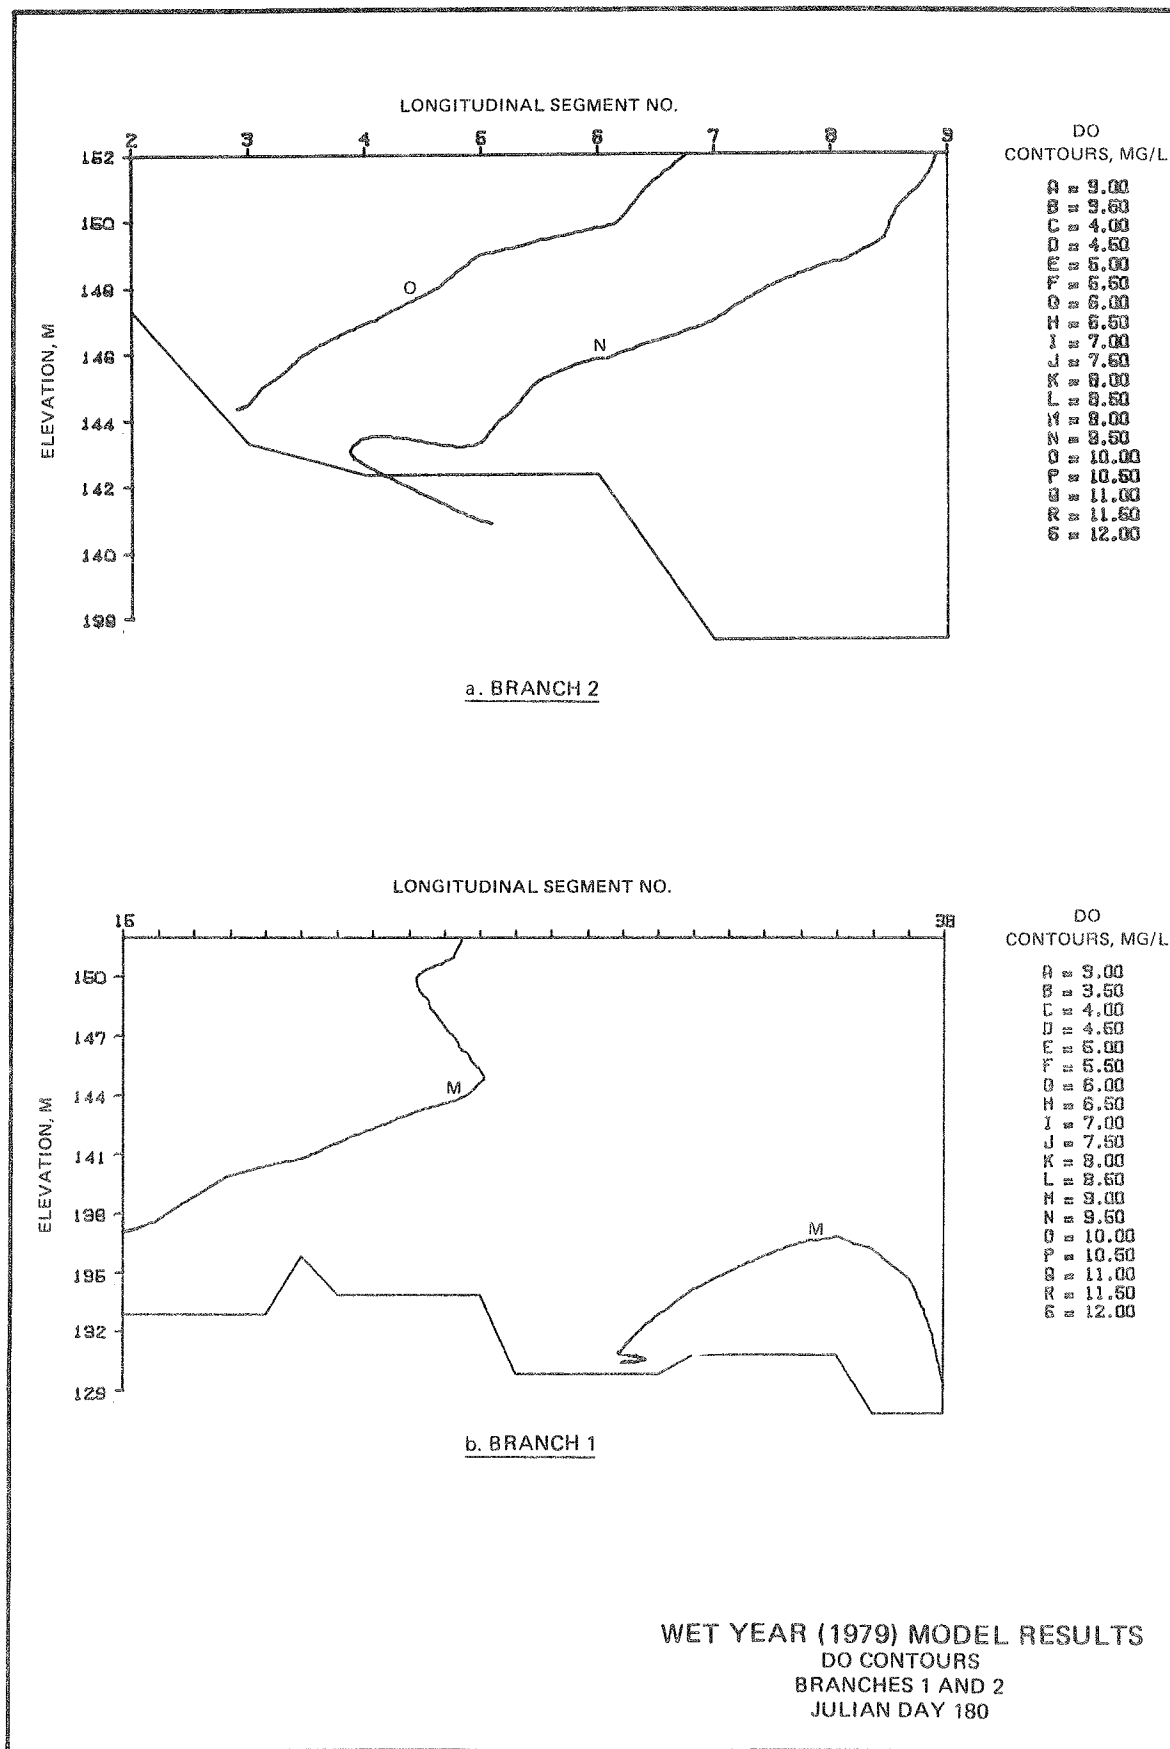 LONGITUDINAL SEGMENT NO.
2 3 4 5 6 7 8 9
152
150
148
146
144
142
140
138
ELEVATION, M
O
N
DO
CONTOURS, MG/L
A = 3.00
B = 3.50
C = 4.00
D = 4.50
E = 5.00
F = 5.50
G = 6.00
H = 6.50
I = 7.00
J = 7.50
K = 8.00
L = 8.50
M = 9.00
N = 9.50
O = 10.00
P = 10.50
Q = 11.00
R = 11.50
S = 12.00
a. BRANCH 2
LONGITUDINAL SEGMENT NO.
15 38
150
147
144
141
138
135
132
129
ELEVATION, M
M
M
DO
CONTOURS, MG/L
A = 3.00
B = 3.50
C = 4.00
D = 4.50
E = 5.00
F = 5.50
G = 6.00
H = 6.50
I = 7.00
J = 7.50
K = 8.00
L = 8.50
M = 9.00
N = 9.50
O = 10.00
P = 10.50
Q = 11.00
R = 11.50
S = 12.00
b. BRANCH 1
WET YEAR (1979) MODEL RESULTS
DO CONTOURS
BRANCHES 1 AND 2
JULIAN DAY 180